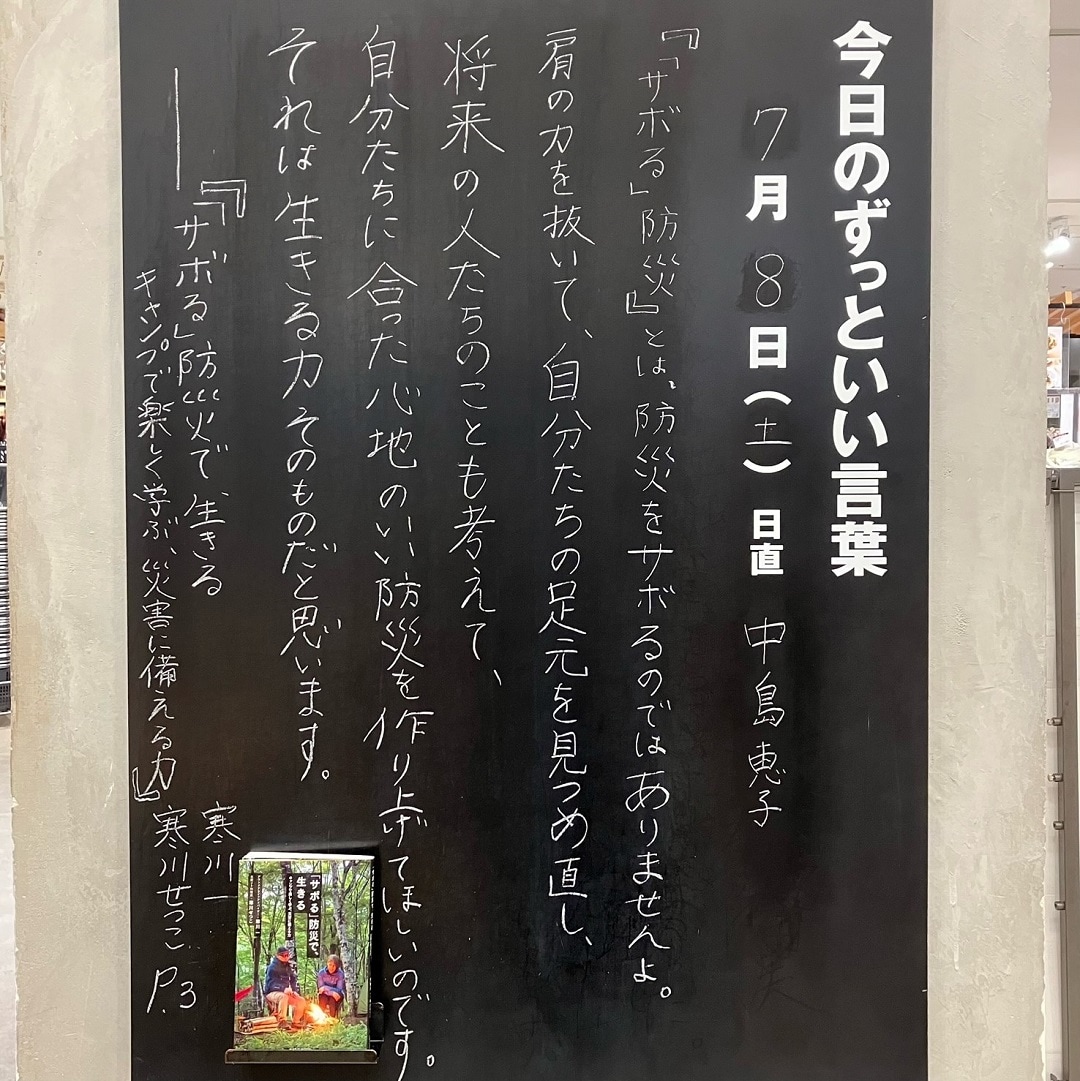 今日のずっといい言葉
7月8日(土)日直 中島恵子
『「サボる」防災』とは、防災をサボるのではありませんよ。
肩の力を抜いて、自分たちの足元を見つめ直し、
将来の人たちのことも考えて、
自分たちに合った心地のいい防災を作り上げてほしいのです。
それは生きる力そのものだと思います。
――『「サボる」防災で、生きる
キャンプで楽しく学ぶ、災害に備える力』
寒川一
寒川せつこ P.3
「サボる」防災で、
生きる